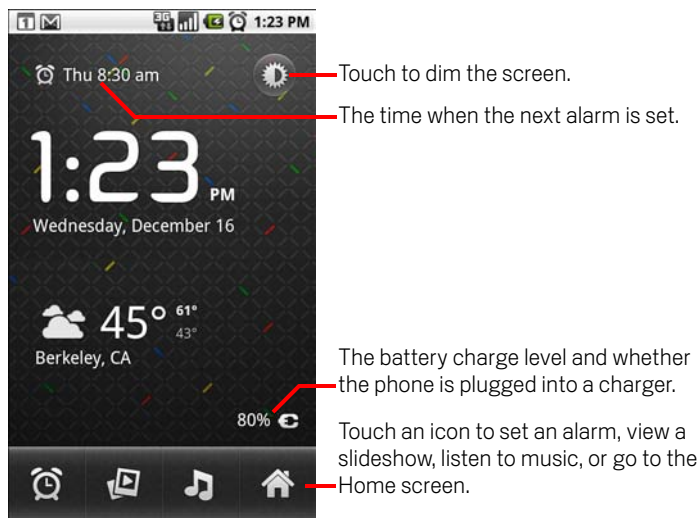 1 3G 1:23 PM
Thu 8:30 am
Touch to dim the screen.
The time when the next alarm is set.
1:23 PM
Wednesday, December 16
45° 61°
43°
Berkeley, CA
The battery charge level and whether
the phone is plugged into a charger.
80%
Touch an icon to set an alarm, view a
slideshow, listen to music, or go to the
Home screen.